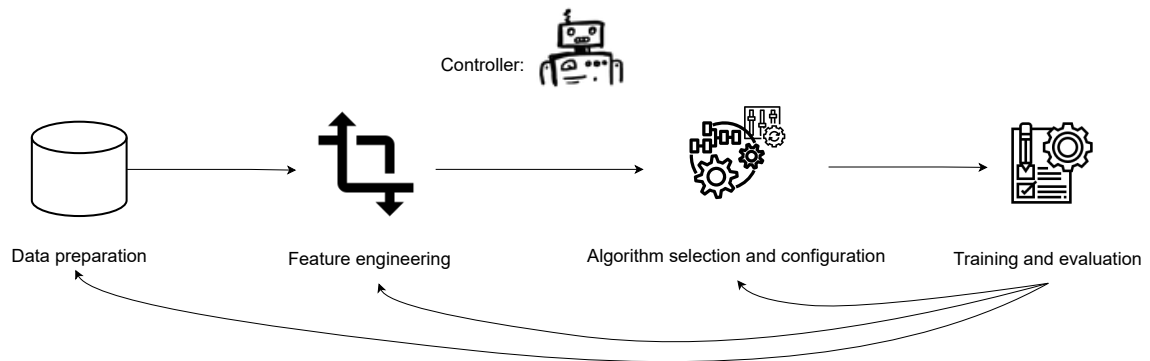 Controller:
Data preparation
Feature engineering
Algorithm selection and configuration
Training and evaluation